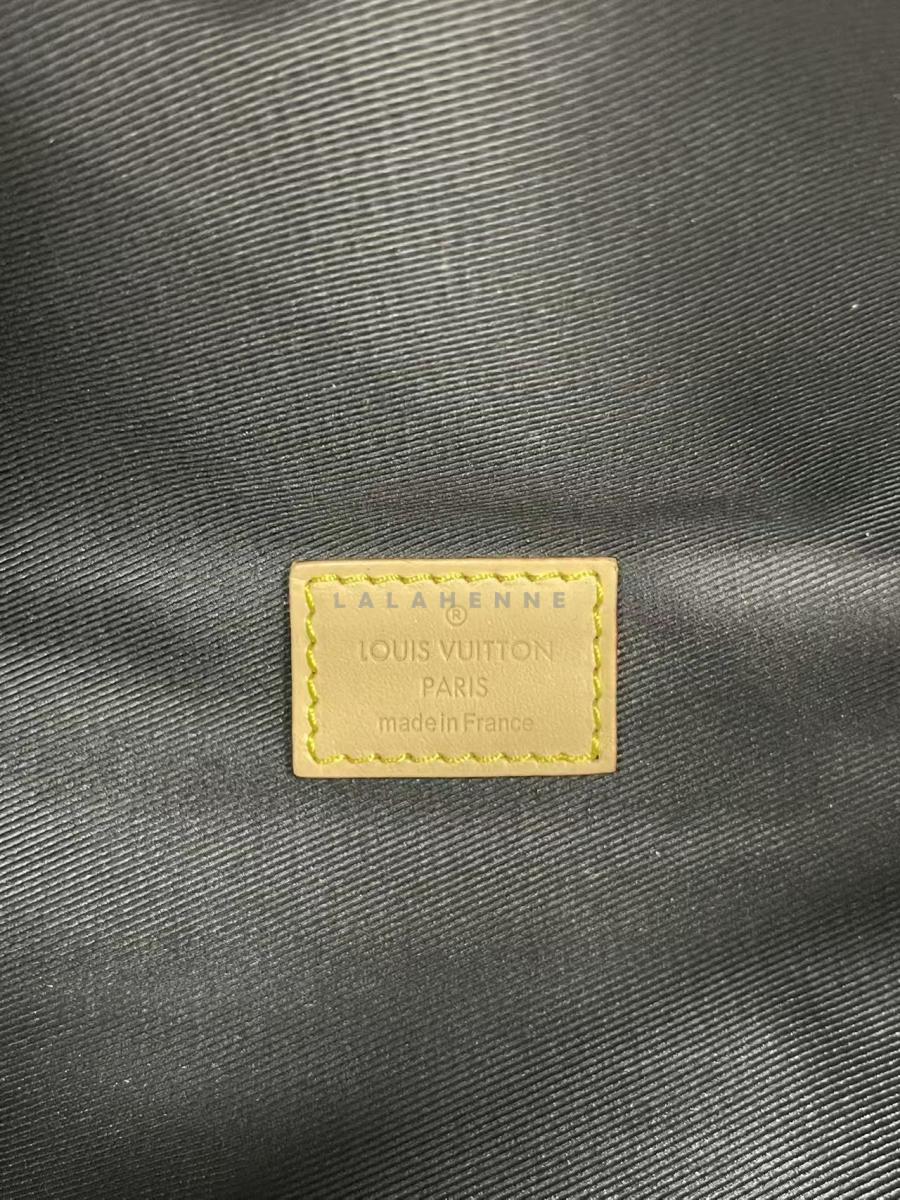 LALAHENNE
®
LOUIS VUITTON
PARIS
made in France